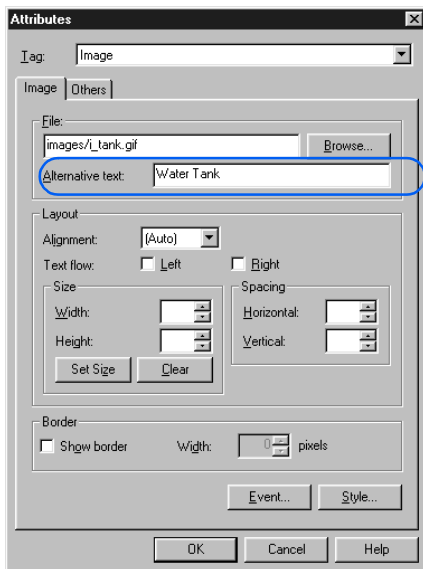 Attributes
Tag: Image
Image Others
File:
images/i_tank.gif Browse...
Alternative text: Water Tank
Layout
Alignment: (Auto)
Text flow: Left Right
Size Spacing
Width: Horizontal:
Height: Vertical:
Set Size Clear
Border
Show border Width: 0 pixels
Event... Style...
OK Cancel Help